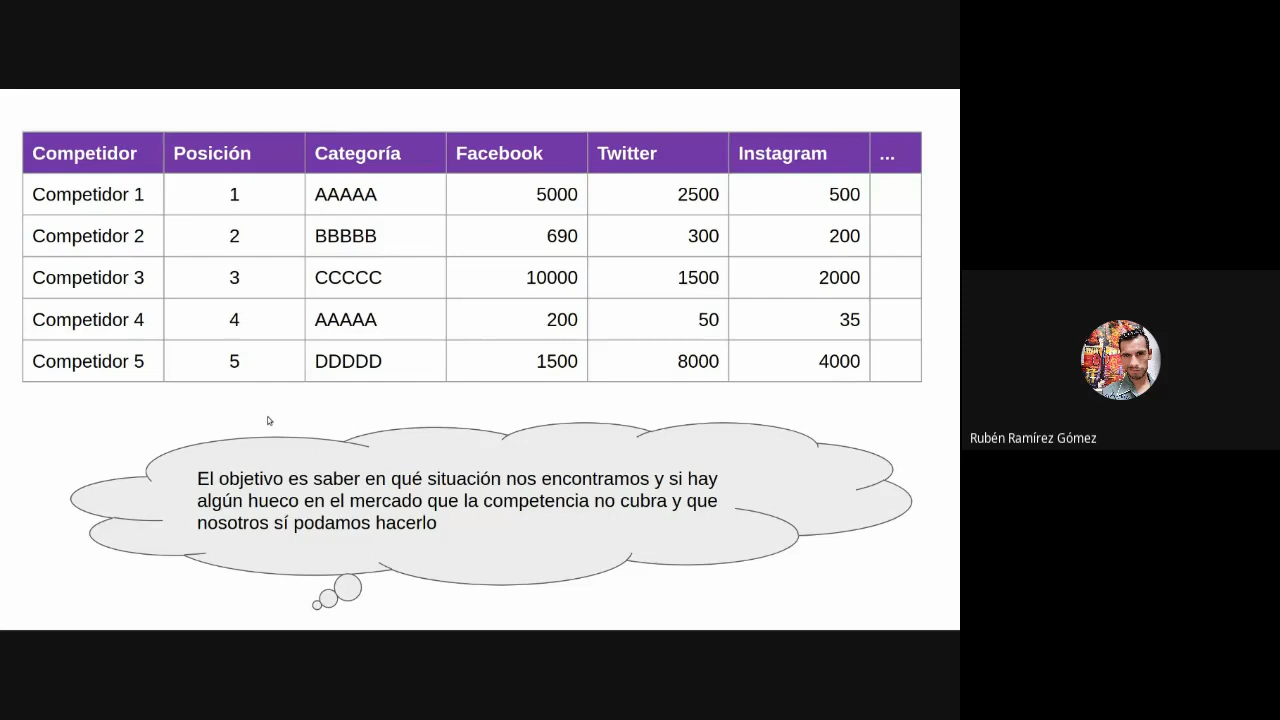 Competidor Posición Categoría Facebook Twitter Instagram ...
Competidor 1 1 AAAAA 5000 2500 500
Competidor 2 2 BBBBB 690 300 200
Competidor 3 3 CCCCC 10000 1500 2000
Competidor 4 4 AAAAA 200 50 35
Competidor 5 5 DDDDD 1500 8000 4000
El objetivo es saber en qué situación nos encontramos y si hay
algún hueco en el mercado que la competencia no cubra y que
nosotros sí podamos hacerlo
Rubén Ramírez Gómez